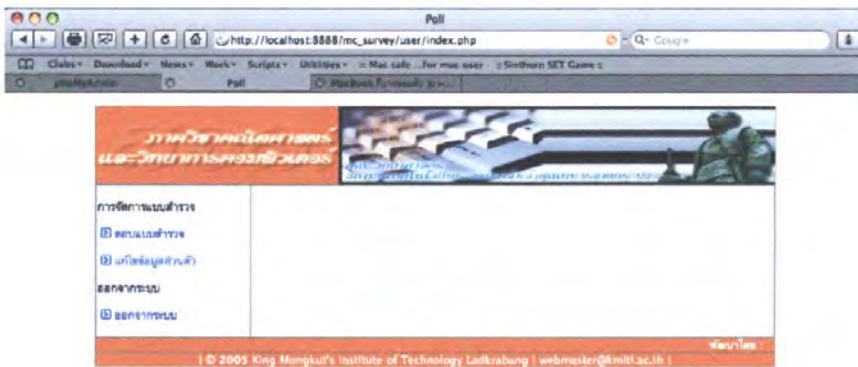 Poll
http://localhost:8888/mc_survey/user/index.php
Google
Clubs Download News Work Scripts Utilities :: Mac cafe ...for mac user
phpMyAdmin Poll
ภาควิชาคณิตศาสตร์
และวิทยาการคอมพิวเตอร์
การจัดการแบบสำรวจ
ตอบแบบสำรวจ
แก้ไขข้อมูลส่วนตัว
ออกจากระบบ
ออกจากระบบ
พัฒนาโดย :
| © 2005 King Mongkut's Institute of Technology Ladkrabang | webmaster@kmitl.ac.th |